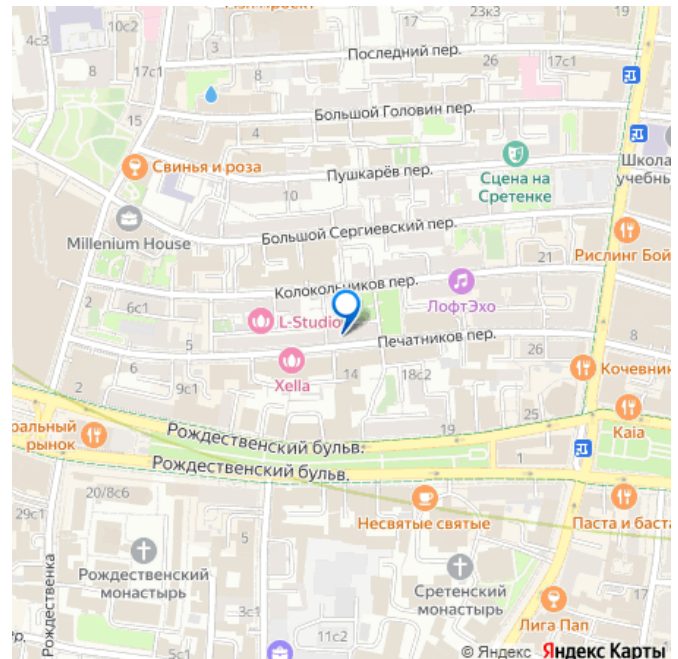 10с2
4с3
8
17с1
23к3
19
Последний пер.
26
17с1
8
Большой Головин пер.
15
4
Свинья и роза
Пушкарёв пер.
Сцена на
Сретенке
Школа
учебны
10
Millenium House
Большой Сергиевский пер.
Рислинг Бой
21
Колокольников пер.
ЛофтЭхо
2
6с1
L-Studio
Печатников пер.
8
5
26
Xella
Кочевник
2
6
9с1
14
18с2
25
Kaia
Рождественский бульв.
19
ральный
рынок
1
Рождественский бульв.
20/8с6
Несвятые святые
Паста и баста
29с1
5
Рождественский
монастырь
Сретенский
монастырь
Рождественка
3с1
Лига Пап
11с2
2
© Яндекс Яндекс Карты